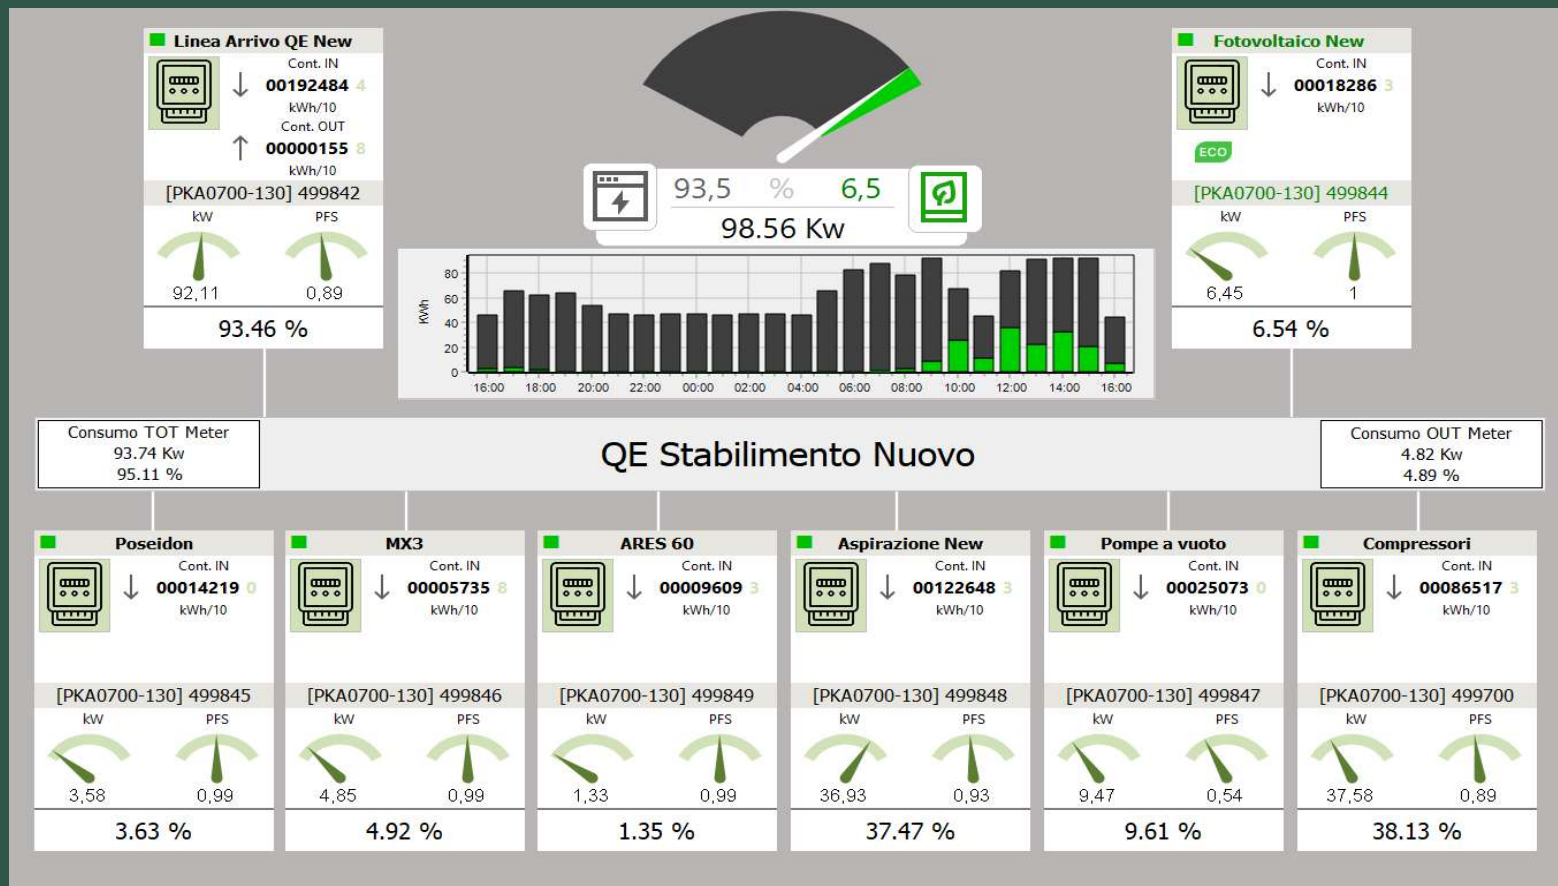 Linea Arrivo QE New
Cont. IN
00192484 4
kWh/10
Cont. OUT
00000155 8
kWh/10
[PKA0700-130] 499842
kW PFS
92,11 0,89
93.46 %
93,5 % 6,5
98.56 Kw
Fotovoltaico New
Cont. IN
00018286 3
kWh/10
ECO
[PKA0700-130] 499844
kW PFS
6,45 1
6.54 %
KWh
80
60
40
20
0
16:00 18:00 20:00 22:00 00:00 02:00 04:00 06:00 08:00 10:00 12:00 14:00 16:00
Consumo TOT Meter
93.74 Kw
95.11 %
QE Stabilimento Nuovo
Consumo OUT Meter
4.82 Kw
4.89 %
Poseidon
Cont. IN
00014219 0
kWh/10
[PKA0700-130] 499845
kW PFS
3,58 0,99
3.63 %
MX3
Cont. IN
00005735 8
kWh/10
[PKA0700-130] 499846
kW PFS
4,85 0,99
4.92 %
ARES 60
Cont. IN
00009609 3
kWh/10
[PKA0700-130] 499849
kW PFS
1,33 0,99
1.35 %
Aspirazione New
Cont. IN
00122648 3
kWh/10
[PKA0700-130] 499848
kW PFS
36,93 0,93
37.47 %
Pompe a vuoto
Cont. IN
00025073 0
kWh/10
[PKA0700-130] 499847
kW PFS
9,47 0,54
9.61 %
Compressori
Cont. IN
00086517 3
kWh/10
[PKA0700-130] 499700
kW PFS
37,58 0,89
38.13 %